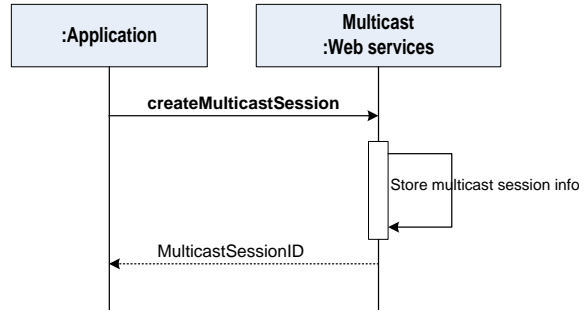 :Application
Multicast
:Web services
createMulticastSession
Store multicast session info
MulticastSessionID